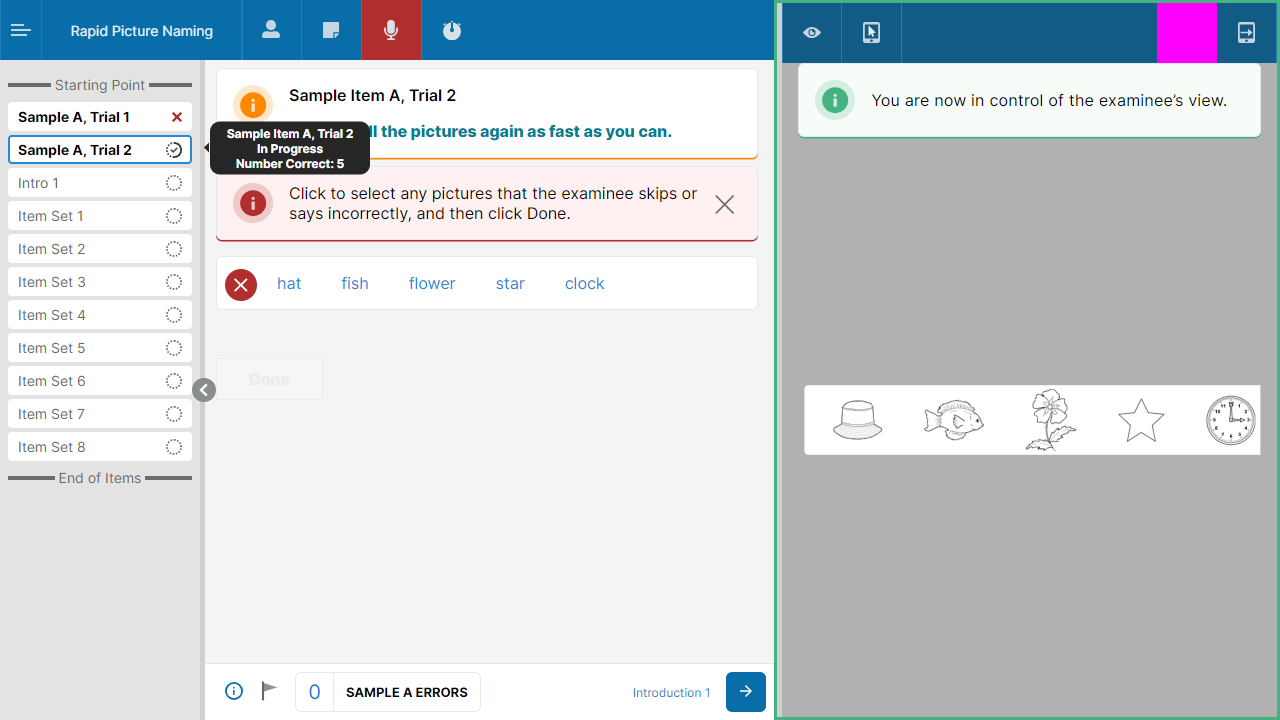 Rapid Picture Naming
Starting Point
Sample A, Trial 1
Sample A, Trial 2
Intro 1
Item Set 1
Item Set 2
Item Set 3
Item Set 4
Item Set 5
Item Set 6
Item Set 7
Item Set 8
End of Items
Sample Item A, Trial 2
In Progress
Number Correct: 5
Sample Item A, Trial 2
ll the pictures again as fast as you can.
Click to select any pictures that the examinee skips or
says incorrectly, and then click Done.
hat fish flower star clock
Done
0 SAMPLE A ERRORS
Introduction 1
You are now in control of the examinee's view.